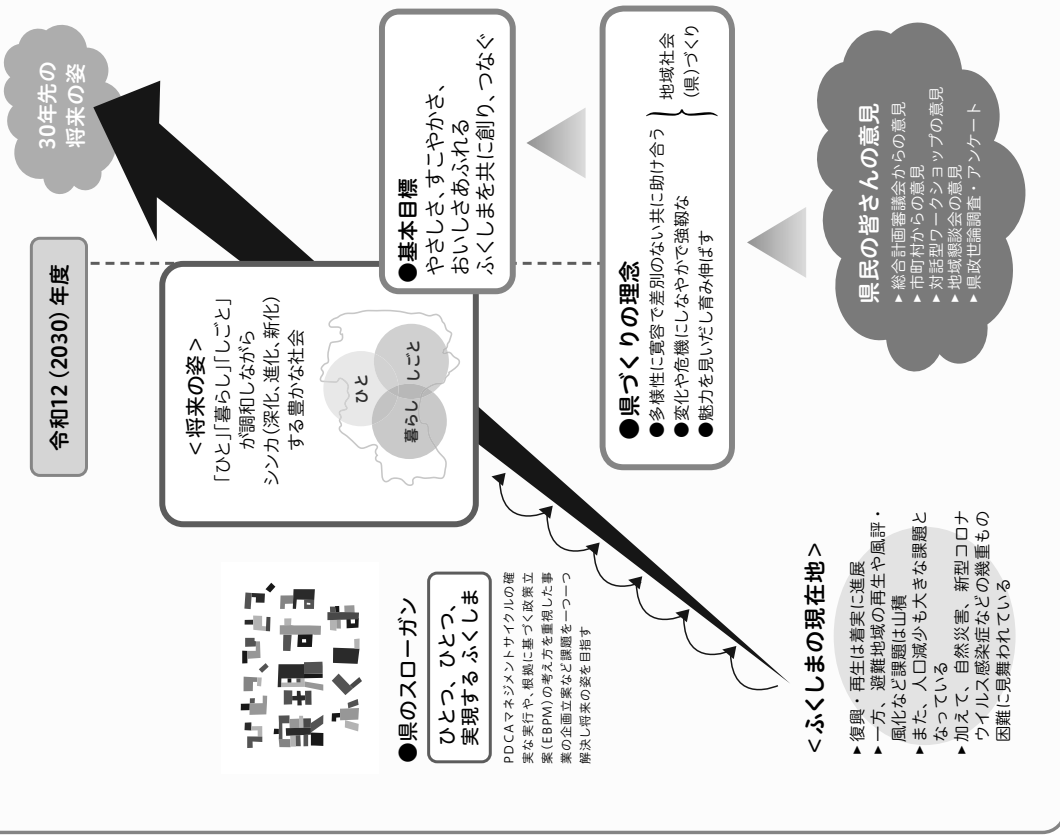 30年先の
将来の姿
令和12（2030）年度
＜将来の姿＞
「ひと」「暮らし」「しごと」
が調和しながら
シンカ（深化、進化、新化）
する豊かな社会
ひと
暮らし
しごと
●基本目標
やさしさ、すこやかさ、
おいしさあふれる
ふくしまを共に創り、つなぐ
●県づくりの理念
●多様性に寛容で差別のない共に助け合う
●変化や危機にしなやかで強靭な
●魅力を見いだし育み伸ばす
地域社会
（県）づくり
県民の皆さんの意見
▶総合計画審議会からの意見
▶市町村からの意見
▶対話型ワークショップの意見
▶地域懇談会の意見
▶県政世論調査・アンケート
●県のスローガン
ひとつ、ひとつ、
実現する ふくしま
PDCAマネジメントサイクルの確
実な実行や、根拠に基づく政策立
案（EBPM）の考え方を重視した事
業の企画立案など課題を一つ一つ
解決し将来の姿を目指す
＜ふくしまの現在地＞
▶復興・再生は着実に進展
▶一方、避難地域の再生や風評・
風化など課題は山積
▶また、人口減少も大きな課題と
なっている
▶加えて、自然災害、新型コロナ
ウイルス感染症などの幾重もの
困難に見舞われている